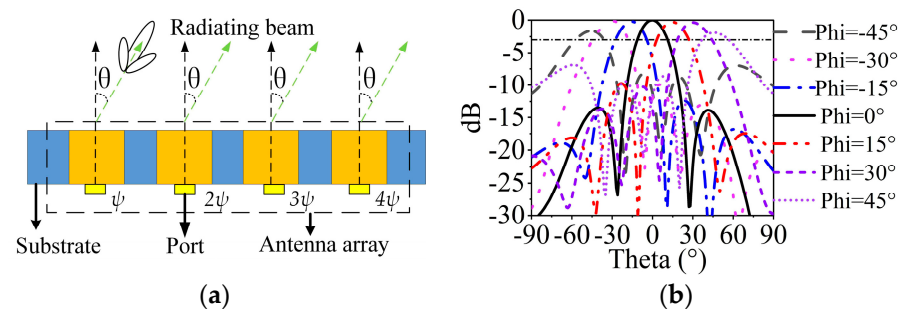 Radiating beam
θ θ θ θ
ψ 2ψ 3ψ 4ψ
Substrate Port Antenna array
(a)
0
-5
-10
-15
-20
-25
-30
dB
-90 -60 -30 0 30 60 90
Theta (°)
Phi=-45°
Phi=-30°
Phi=-15°
Phi=0°
Phi=15°
Phi=30°
Phi=45°
(b)